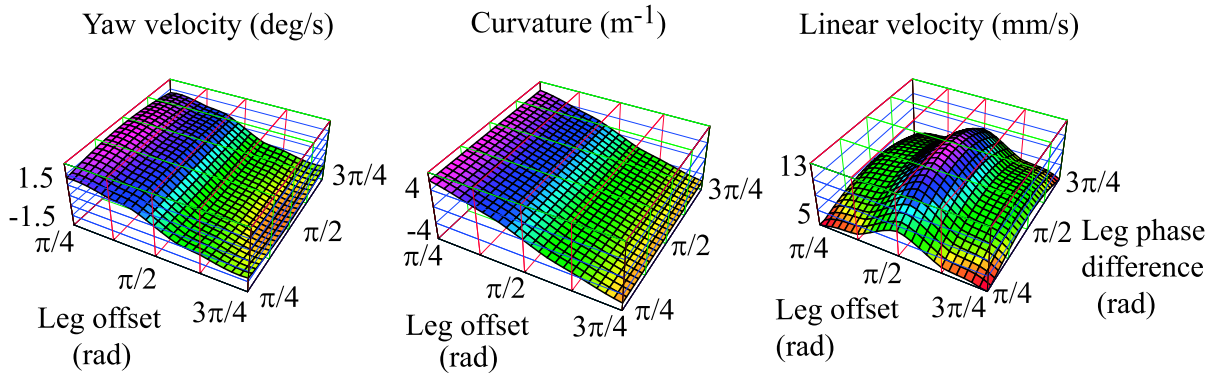 Yaw velocity (deg/s)
1.5
-1.5
π/4
π/2
3π/4
π/4
π/2
3π/4
Leg offset
(rad)
Curvature (m⁻¹)
4
-4
π/4
π/2
3π/4
π/4
π/2
3π/4
Leg offset
(rad)
Linear velocity (mm/s)
13
5
π/4
π/2
3π/4
π/4
π/2
3π/4
Leg offset
(rad)
Leg phase
difference
(rad)